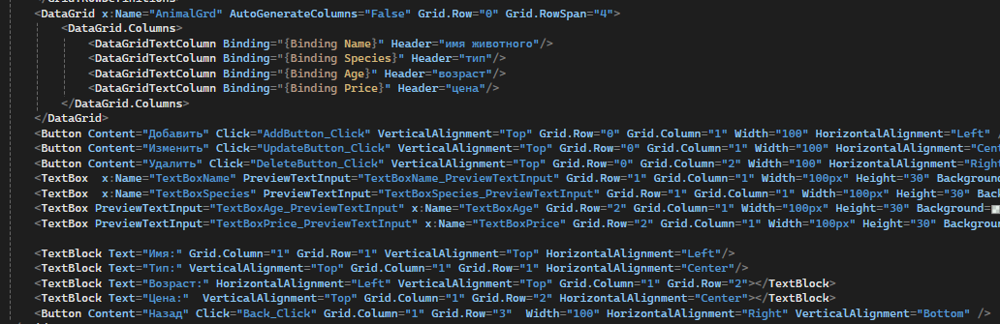 <DataGrid x:Name="AnimalGrd" AutoGenerateColumns="False" Grid.Row="0" Grid.RowSpan="4">
<DataGrid.Columns>
<DataGridTextColumn Binding="{Binding Name}" Header="имя животного"/>
<DataGridTextColumn Binding="{Binding Species}" Header="тип"/>
<DataGridTextColumn Binding="{Binding Age}" Header="возраст"/>
<DataGridTextColumn Binding="{Binding Price}" Header="цена"/>
</DataGrid.Columns>
</DataGrid>
<Button Content="Добавить" Click="AddButton_Click" VerticalAlignment="Top" Grid.Row="0" Grid.Column="1" Width="100" HorizontalAlignment="Left" /
<Button Content="Изменить" Click="UpdateButton_Click" VerticalAlignment="Top" Grid.Row="0" Grid.Column="1" Width="100" HorizontalAlignment="Cent
<Button Content="Удалить" Click="DeleteButton_Click" VerticalAlignment="Top" Grid.Row="0" Grid.Column="2" Width="100" HorizontalAlignment="Right
<TextBox  x:Name="TextBoxName" PreviewTextInput="TextBoxName_PreviewTextInput" Grid.Row="1" Grid.Column="1" Width="100px" Height="30" Background
<TextBox  x:Name="TextBoxSpecies" PreviewTextInput="TextBoxSpecies_PreviewTextInput" Grid.Row="1" Grid.Column="1" Width="100px" Height="30" Back
<TextBox PreviewTextInput="TextBoxAge_PreviewTextInput" x:Name="TextBoxAge" Grid.Row="2" Grid.Column="1" Width="100px" Height="30" Background=
<TextBox PreviewTextInput="TextBoxPrice_PreviewTextInput" x:Name="TextBoxPrice" Grid.Row="2" Grid.Column="1" Width="100px" Height="30" Backgroun
<TextBlock Text="Имя:" Grid.Column="1" Grid.Row="1" VerticalAlignment="Top" HorizontalAlignment="Left"/>
<TextBlock Text="Тип:" VerticalAlignment="Top" Grid.Column="1" Grid.Row="1" HorizontalAlignment="Center"/>
<TextBlock Text="Возраст:" HorizontalAlignment="Left" VerticalAlignment="Top" Grid.Column="1" Grid.Row="2"></TextBlock>
<TextBlock Text="Цена:"  VerticalAlignment="Top" Grid.Column="1" Grid.Row="2" HorizontalAlignment="Center"></TextBlock>
<Button Content="Назад" Click="Back_Click" Grid.Column="1" Grid.Row="3"  Width="100" HorizontalAlignment="Right" VerticalAlignment="Bottom" />